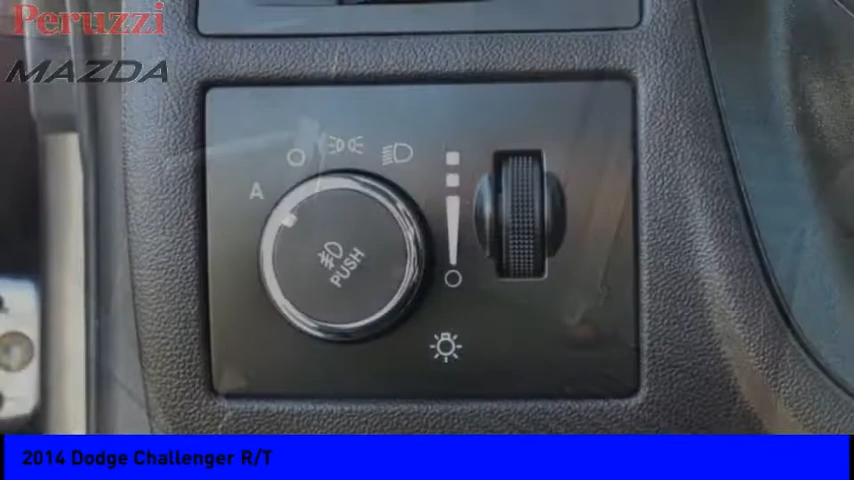 Peruzzi
MAZDA
A
PUSH
2014 Dodge Challenger R/T